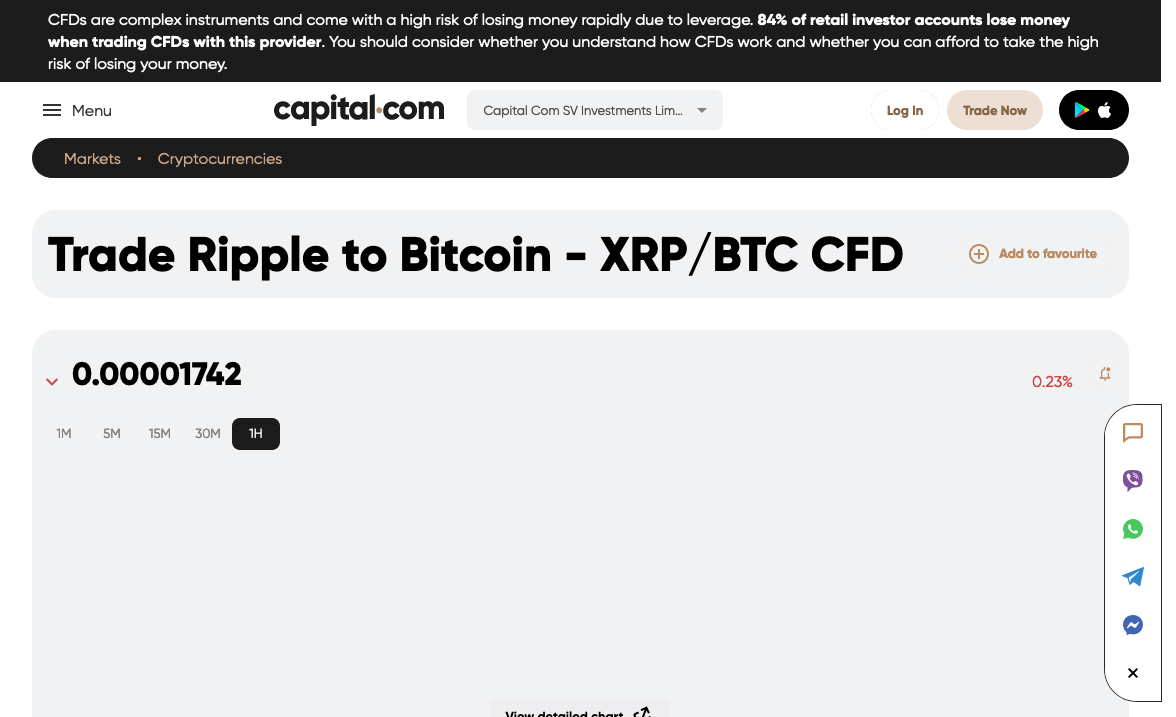 CFDs are complex instruments and come with a high risk of losing money rapidly due to leverage. 84% of retail investor accounts lose money
when trading CFDs with this provider. You should consider whether you understand how CFDs work and whether you can afford to take the high
risk of losing your money.
Menu
capital.com
Capital Com SV Investments Lim...
Log In
Trade Now
Markets • Cryptocurrencies
Trade Ripple to Bitcoin - XRP/BTC CFD
Add to favourite
0.00001742
0.23%
1M 5M 15M 30M 1H
View detailed chart